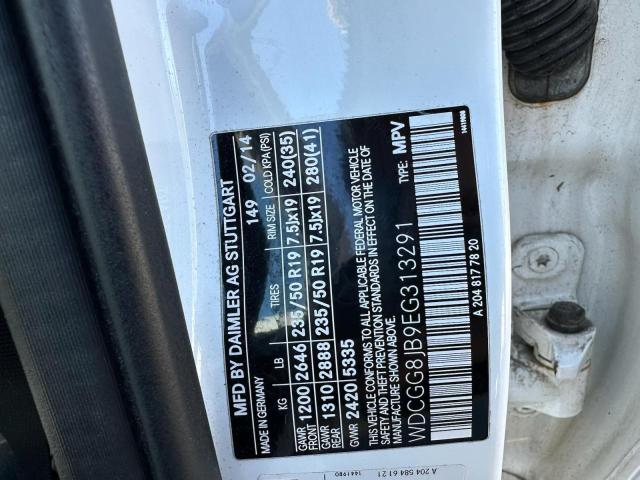 MFD BY DAIMLER AG STUTTGART
MADE IN GERMANY 149 02/14
KG LB TIRES RIM SIZE COLD KPA(PSI)
GAWR FRONT 1200 2646 235/50 R19 7.5Jx19 240(35)
GAWR REAR 1310 2888 235/50 R19 7.5Jx19 280(41)
GVWR 2420 5335
THIS VEHICLE CONFORMS TO ALL APPLICABLE FEDERAL MOTOR VEHICLE
SAFETY AND THEFT PREVENTION STANDARDS IN EFFECT ON THE DATE OF
MANUFACTURE SHOWN ABOVE.
WDCGG8JB9EG313291 TYPE: MPV
A 204 817 78 20
A 204 584 61 21
1441980